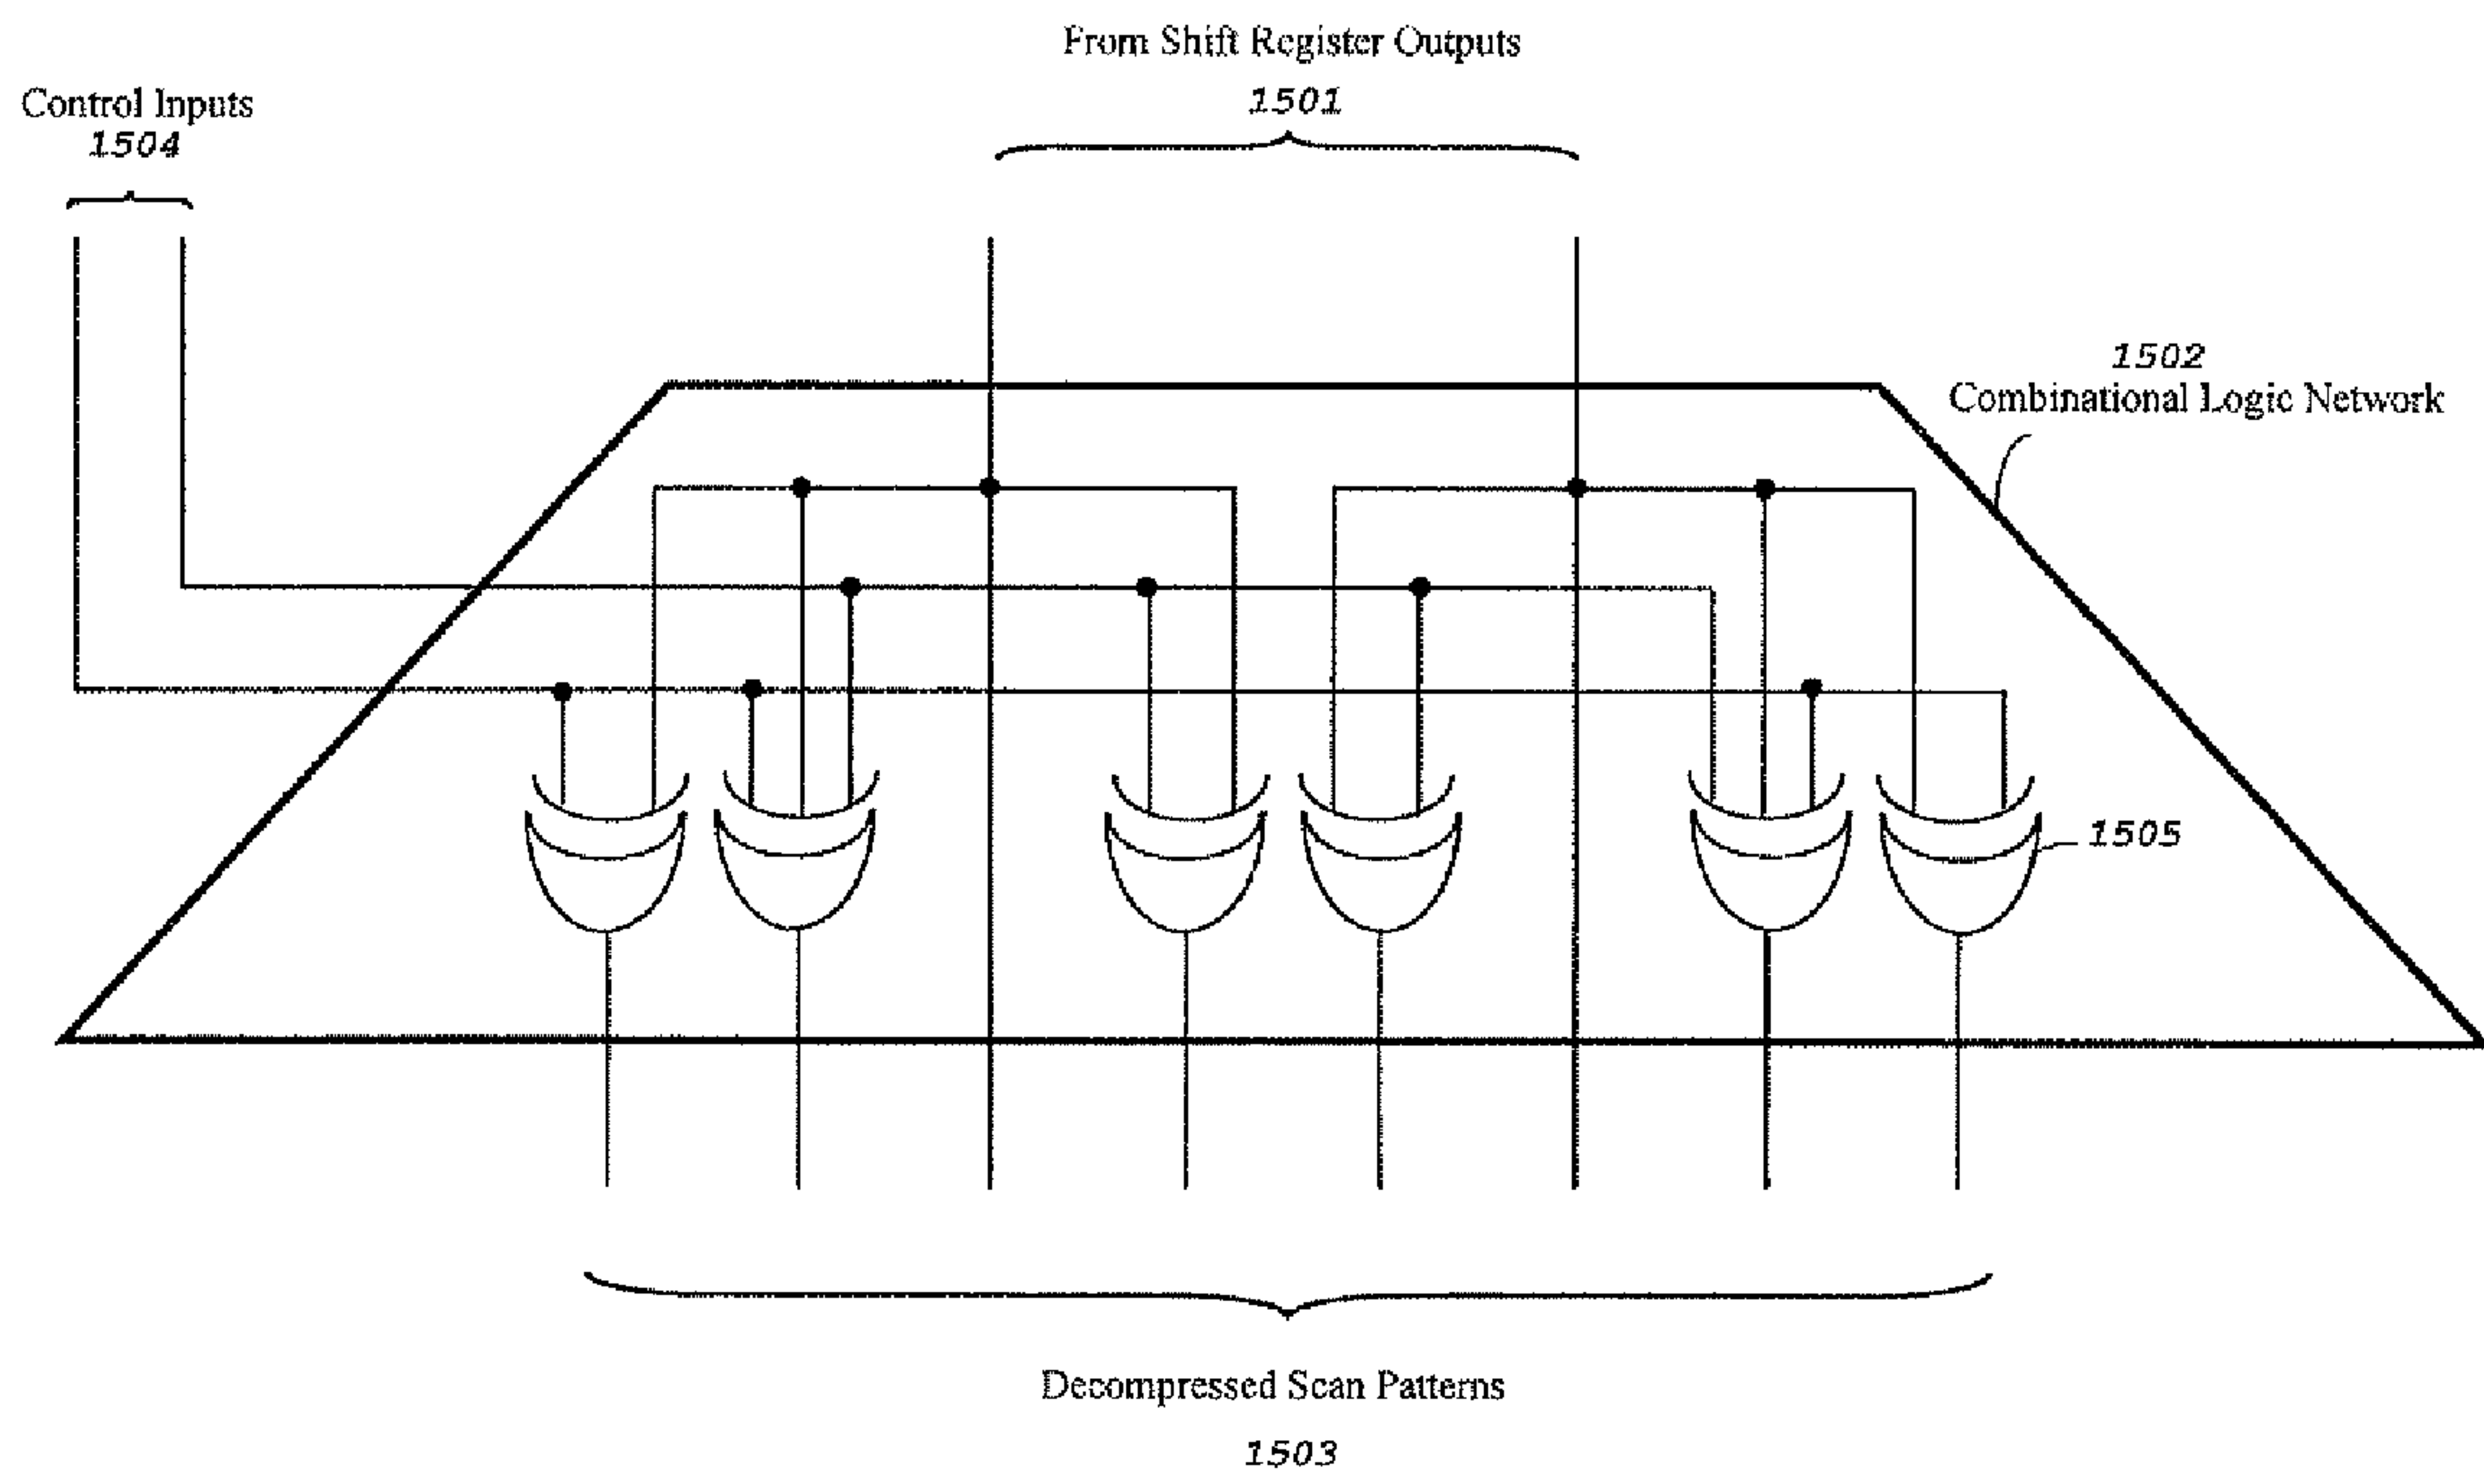 From Shift Register Outputs
1501
Control Inputs
1504
1502
Combinational Logic Network
1505
Decompressed Scan Patterns
1503